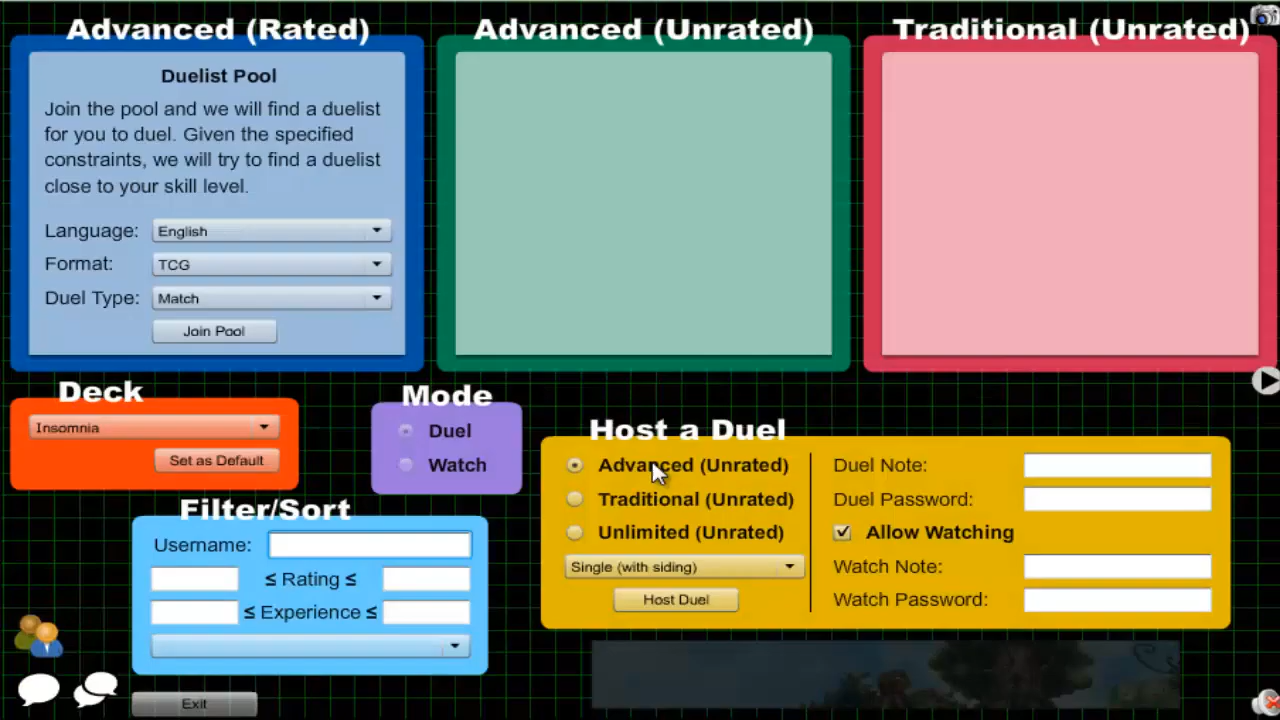 Advanced (Rated)
Duelist Pool
Join the pool and we will find a duelist
for you to duel. Given the specified
constraints, we will try to find a duelist
close to your skill level.
Language: English
Format: TCG
Duel Type: Match
Join Pool
Advanced (Unrated)
Traditional (Unrated)
Deck
Insomnia
Set as Default
Mode
Duel
Watch
Filter/Sort
Username:
≤ Rating ≤
≤ Experience ≤
Host a Duel
Advanced (Unrated)
Traditional (Unrated)
Unlimited (Unrated)
Single (with siding)
Host Duel
Duel Note:
Duel Password:
Allow Watching
Watch Note:
Watch Password:
Exit